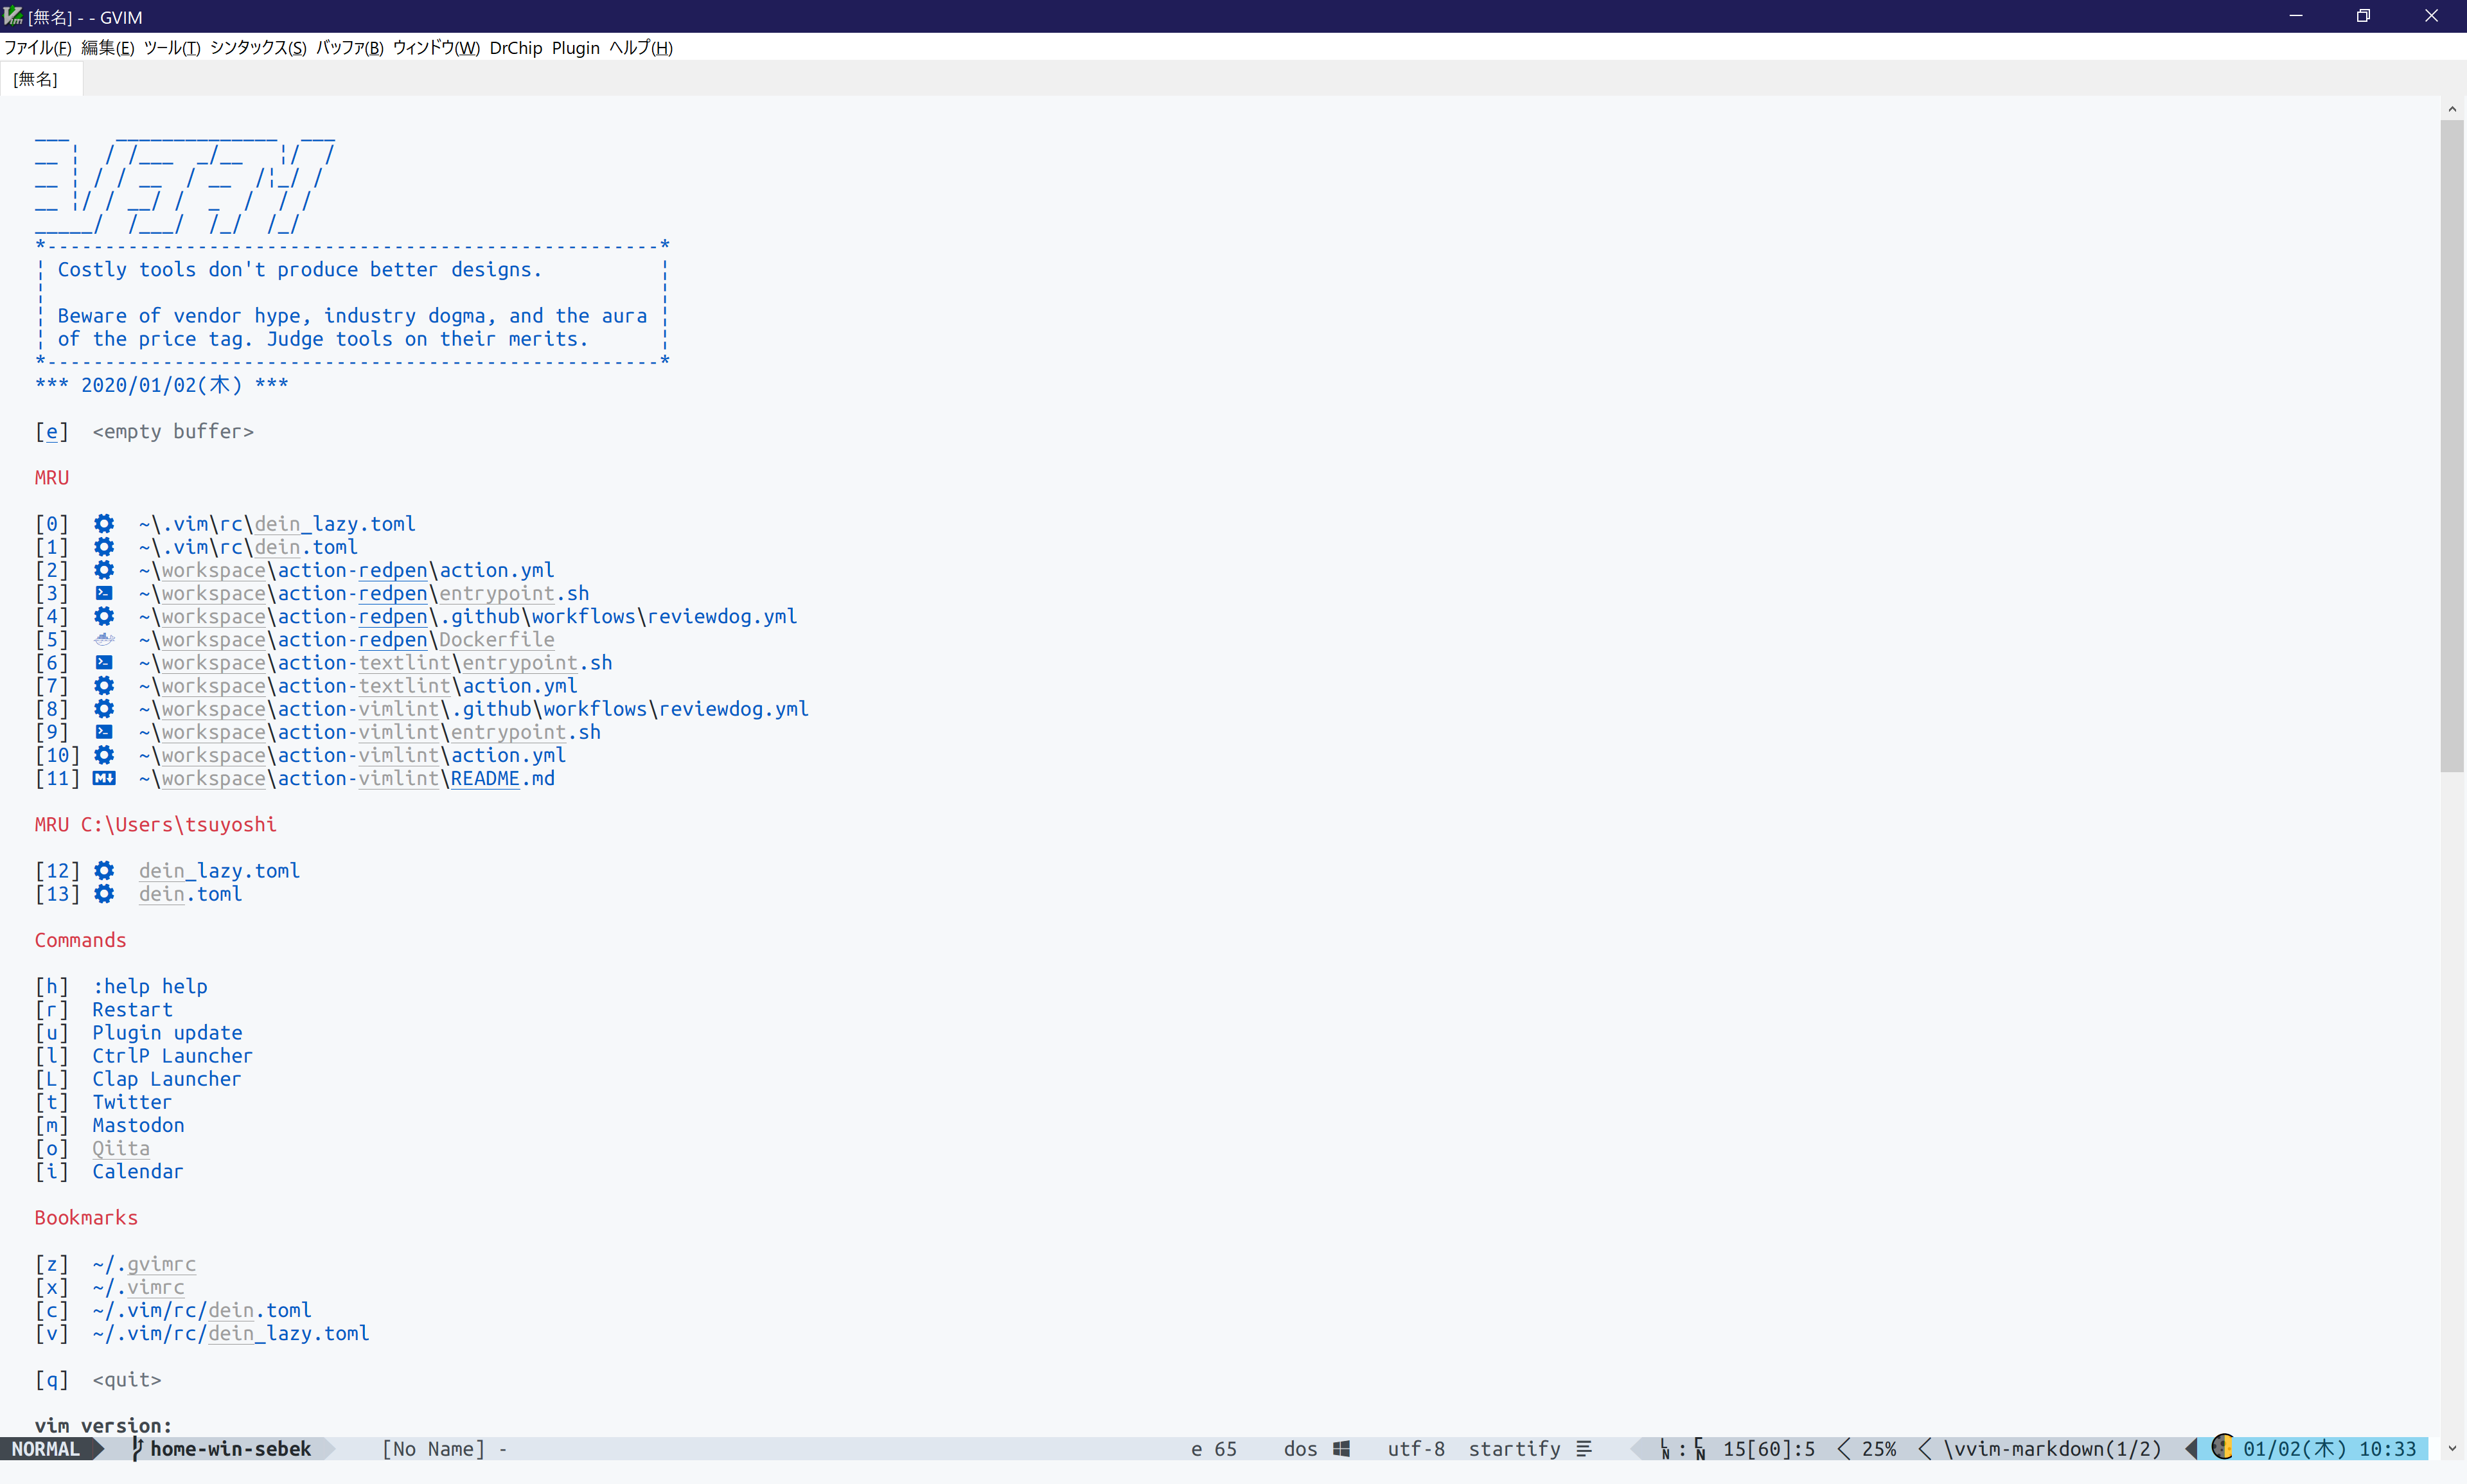 [無名] - - GVIM
ファイル(F) 編集(E) ツール(T) シンタックス(S) バッファ(B) ウィンドウ(W) DrChip Plugin ヘルプ(H)
[無名]
Costly tools don't produce better designs.
Beware of vendor hype, industry dogma, and the aura
of the price tag. Judge tools on their merits.
*** 2020/01/02(木) ***
[e] <empty buffer>
MRU
[0] ~\.vim\rc\dein_lazy.toml
[1] ~\.vim\rc\dein.toml
[2] ~\workspace\action-redpen\action.yml
[3] ~\workspace\action-redpen\entrypoint.sh
[4] ~\workspace\action-redpen\.github\workflows\reviewdog.yml
[5] ~\workspace\action-redpen\Dockerfile
[6] ~\workspace\action-textlint\entrypoint.sh
[7] ~\workspace\action-textlint\action.yml
[8] ~\workspace\action-vimlint\.github\workflows\reviewdog.yml
[9] ~\workspace\action-vimlint\entrypoint.sh
[10] ~\workspace\action-vimlint\action.yml
[11] ~\workspace\action-vimlint\README.md
MRU C:\Users\tsuyoshi
[12] dein_lazy.toml
[13] dein.toml
Commands
[h] :help help
[r] Restart
[u] Plugin update
[l] CtrlP Launcher
[L] Clap Launcher
[t] Twitter
[m] Mastodon
[o] Qiita
[i] Calendar
Bookmarks
[z] ~/.gvimrc
[x] ~/.vimrc
[c] ~/.vim/rc/dein.toml
[v] ~/.vim/rc/dein_lazy.toml
[q] <quit>
vim version:
NORMAL home-win-sebek [No Name] - e 65 dos utf-8 startify 15[60]:5 25% \vvim-markdown(1/2) 01/02(木) 10:33